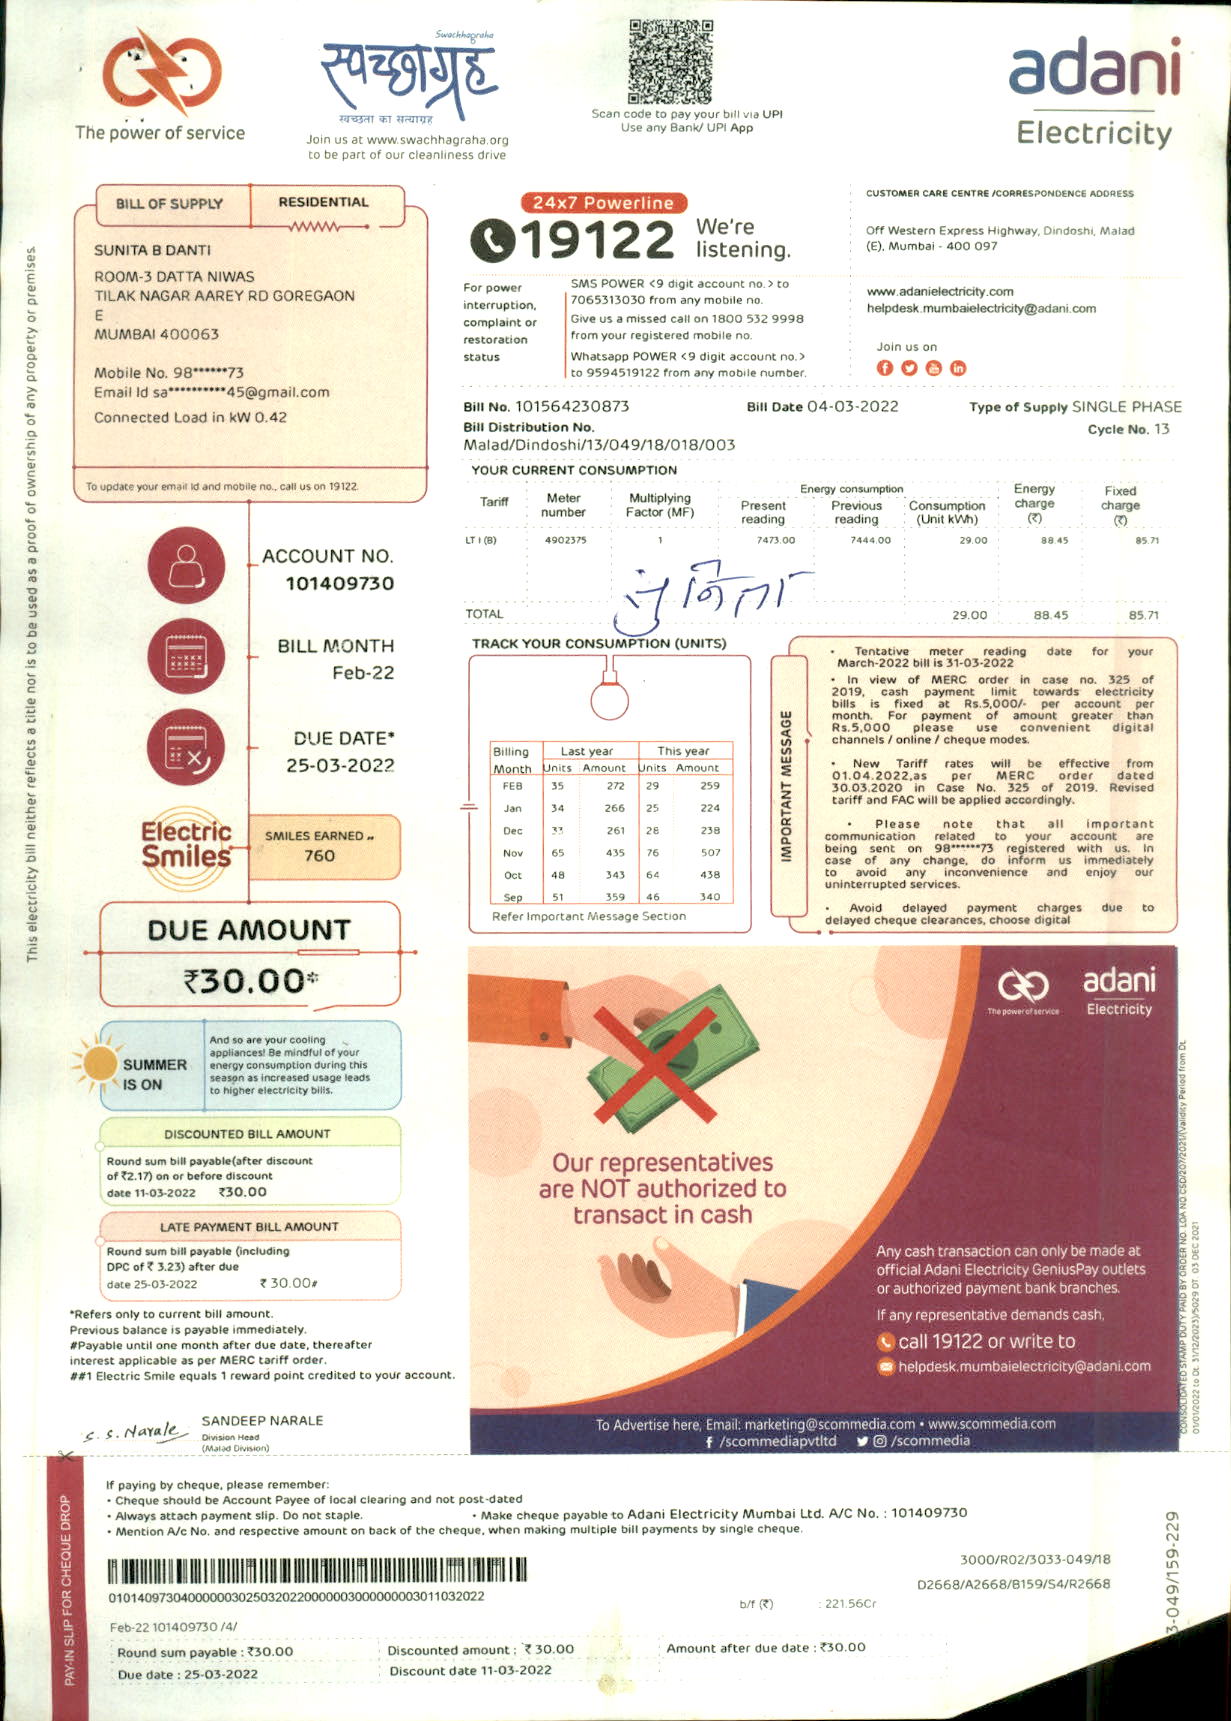 The power of service
Swachhagraha
स्वच्छाग्रह
स्वच्छता का सत्याग्रह
Join us at www.swachhagraha.org
to be part of our cleanliness drive
Scan code to pay your bill via UPI
Use any Bank/ UPI App
adani
Electricity
BILL OF SUPPLY
RESIDENTIAL
SUNITA B DANTI
ROOM-3 DATTA NIWAS
TILAK NAGAR AAREY RD GOREGAON
E
MUMBAI 400063
Mobile No. 98******73
Email Id sa**********45@gmail.com
Connected Load in kW 0.42
To update your email Id and mobile no., call us on 19122.
24x7 Powerline
19122 We're listening.
For power interruption, complaint or restoration status
SMS POWER <9 digit account no.> to
7065313030 from any mobile no.
Give us a missed call on 1800 532 9998
from your registered mobile no.
Whatsapp POWER <9 digit account no.>
to 9594519122 from any mobile number.
CUSTOMER CARE CENTRE /CORRESPONDENCE ADDRESS
Off Western Express Highway, Dindoshi, Malad
(E), Mumbai - 400 097
www.adanielectricity.com
helpdesk.mumbaielectricity@adani.com
Join us on
Bill No. 101564230873 Bill Date 04-03-2022 Type of Supply SINGLE PHASE
Bill Distribution No. Cycle No. 13
Malad/Dindoshi/13/049/18/018/003
YOUR CURRENT CONSUMPTION
Tariff Meter number Multiplying Factor (MF) Energy consumption Present reading Previous reading Consumption (Unit kWh) Energy charge (₹) Fixed charge (₹)
LT I (B) 4902375 1 7473.00 7444.00 29.00 88.45 85.71
TOTAL 29.00 88.45 85.71
ACCOUNT NO.
101409730
BILL MONTH
Feb-22
DUE DATE*
25-03-2022
Electric Smiles
SMILES EARNED ##
760
DUE AMOUNT
₹30.00*
SUMMER IS ON
And so are your cooling
appliances! Be mindful of your
energy consumption during this
season as increased usage leads
to higher electricity bills.
DISCOUNTED BILL AMOUNT
Round sum bill payable(after discount
of ₹2.17) on or before discount
date 11-03-2022 ₹30.00
LATE PAYMENT BILL AMOUNT
Round sum bill payable (including
DPC of ₹ 3.23) after due
date 25-03-2022 ₹ 30.00#
*Refers only to current bill amount.
Previous balance is payable immediately.
#Payable until one month after due date, thereafter
interest applicable as per MERC tariff order.
##1 Electric Smile equals 1 reward point credited to your account.
S. S. Narale
SANDEEP NARALE
Division Head
(Malad Division)
TRACK YOUR CONSUMPTION (UNITS)
Billing Last year This year
Month Units Amount Units Amount
FEB 35 272 29 259
Jan 34 266 25 224
Dec 33 261 28 238
Nov 65 435 76 507
Oct 48 343 64 438
Sep 51 359 46 340
Refer Important Message Section
IMPORTANT MESSAGE
• Tentative meter reading date for your
March-2022 bill is 31-03-2022
• In view of MERC order in case no. 325 of
2019, cash payment limit towards electricity
bills is fixed at Rs.5,000/- per account per
month. For payment of amount greater than
Rs.5,000 please use convenient digital
channels / online / cheque modes.
• New Tariff rates will be effective from
01.04.2022,as per MERC order dated
30.03.2020 in Case No. 325 of 2019. Revised
tariff and FAC will be applied accordingly.
• Please note that all important
communication related to your account are
being sent on 98******73 registered with us. In
case of any change, do inform us immediately
to avoid any inconvenience and enjoy our
uninterrupted services.
• Avoid delayed payment charges due to
delayed cheque clearances, choose digital
The power of service
adani
Electricity
Our representatives
are NOT authorized to
transact in cash
Any cash transaction can only be made at
official Adani Electricity GeniusPay outlets
or authorized payment bank branches.
If any representative demands cash,
call 19122 or write to
helpdesk.mumbaielectricity@adani.com
To Advertise here, Email: marketing@scommedia.com • www.scommedia.com
/scommediapvtltd /scommedia
This electricity bill neither reflects a title nor is to be used as a proof of ownership of any property or premises.
CONSOLIDATED STAMP DUTY PAID BY ORDER NO. LOA NO.CSD/207/2021/(Validity Period from Dt.
01/01/2022 to Dt. 31/12/2023)/5029 DT. 03 DEC 2021
PAY-IN SLIP FOR CHEQUE DROP
If paying by cheque, please remember:
• Cheque should be Account Payee of local clearing and not post-dated
• Always attach payment slip. Do not staple. • Make cheque payable to Adani Electricity Mumbai Ltd. A/C No. : 101409730
• Mention A/c No. and respective amount on back of the cheque, when making multiple bill payments by single cheque.
3000/R02/3033-049/18
D2668/A2668/B159/S4/R2668
b/f (₹) : 221.56Cr
3-049/159-229
Feb-22 101409730 /4/
Round sum payable : ₹30.00 Discounted amount : ₹ 30.00 Amount after due date : ₹30.00
Due date : 25-03-2022 Discount date 11-03-2022